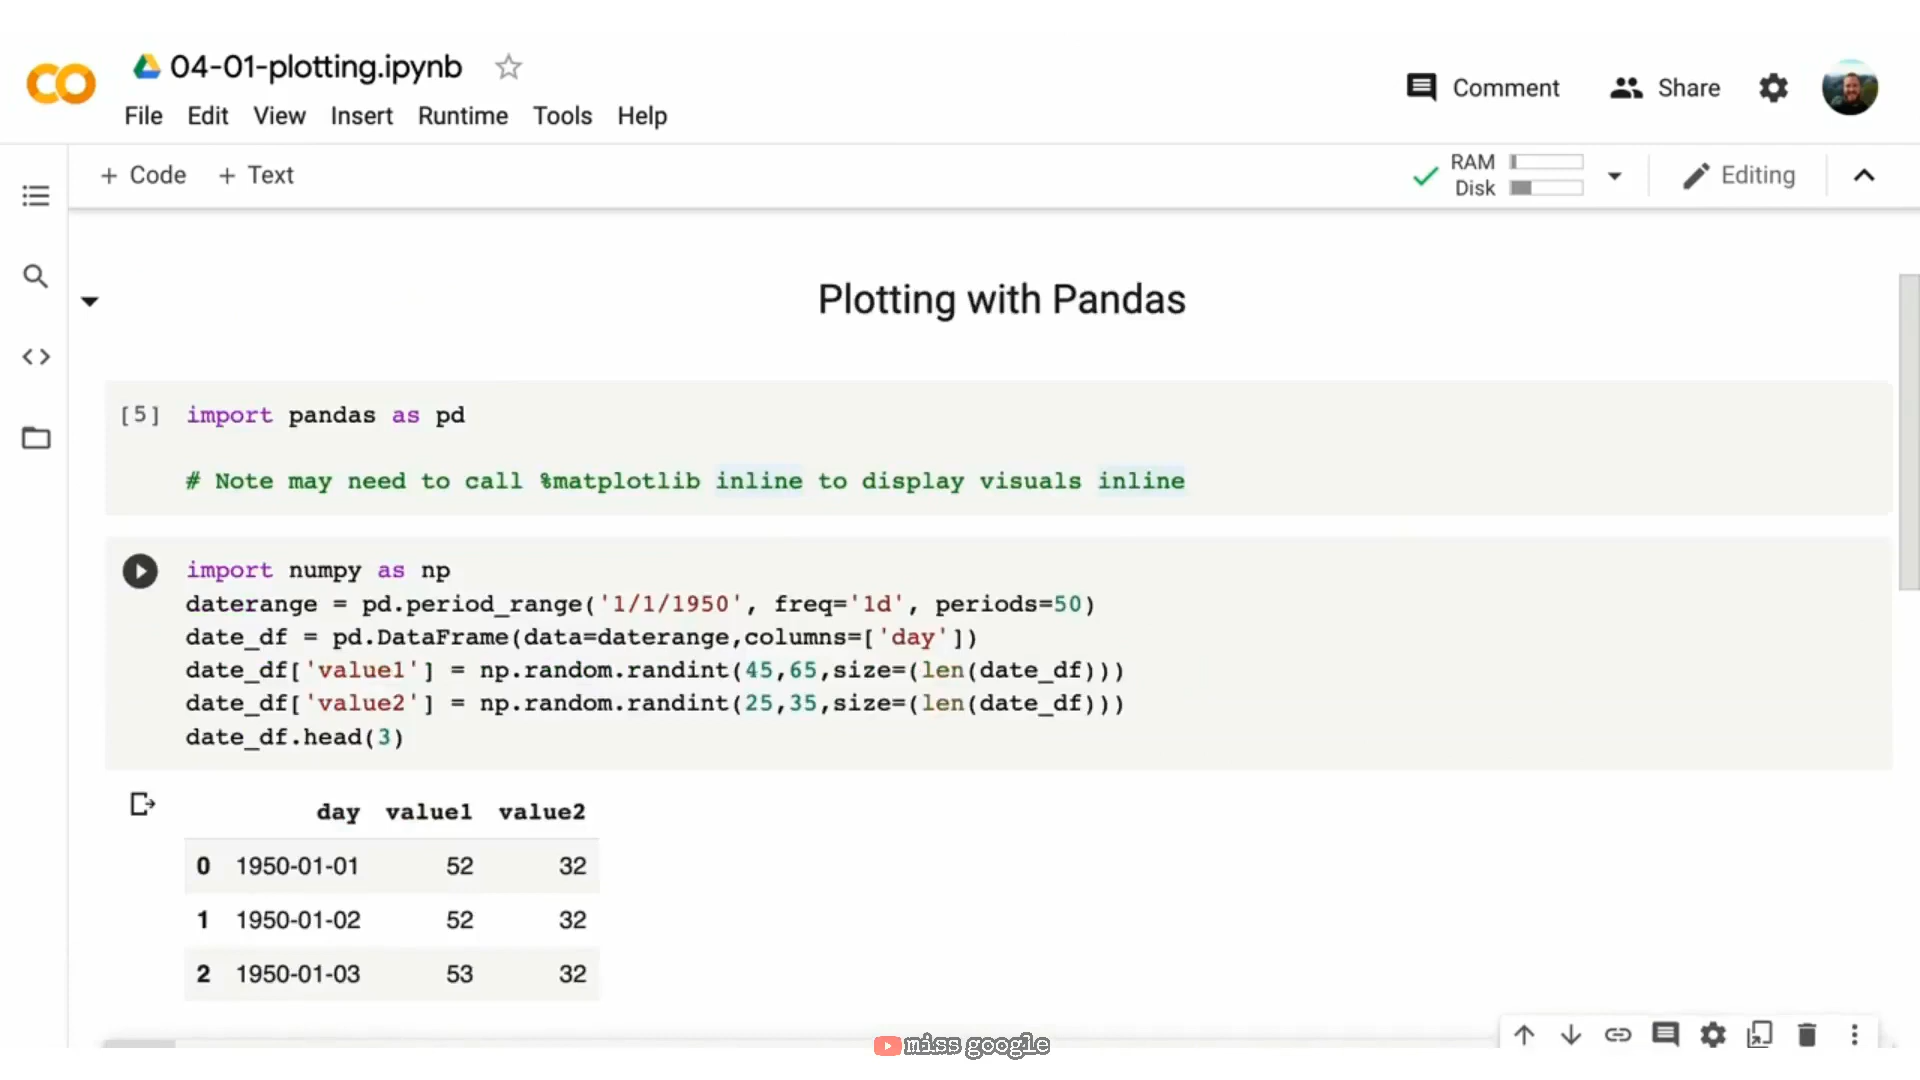 04-01-plotting.ipynb
Comment Share
File Edit View Insert Runtime Tools Help
+ Code + Text
RAM
Disk
Editing
Plotting with Pandas
[5] import pandas as pd
# Note may need to call %matplotlib inline to display visuals inline
import numpy as np
daterange = pd.period_range('1/1/1950', freq='1d', periods=50)
date_df = pd.DataFrame(data=daterange,columns=['day'])
date_df['value1'] = np.random.randint(45,65,size=(len(date_df)))
date_df['value2'] = np.random.randint(25,35,size=(len(date_df)))
date_df.head(3)
day value1 value2
0 1950-01-01 52 32
1 1950-01-02 52 32
2 1950-01-03 53 32
miss google